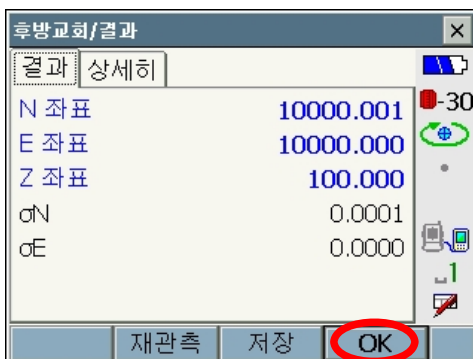 후방교회/결과
결과 상세히
N 좌표 10000.001
E 좌표 10000.000
Z 좌표 100.000
σN 0.0001
σE 0.0000
-30
1
재관측 저장 OK